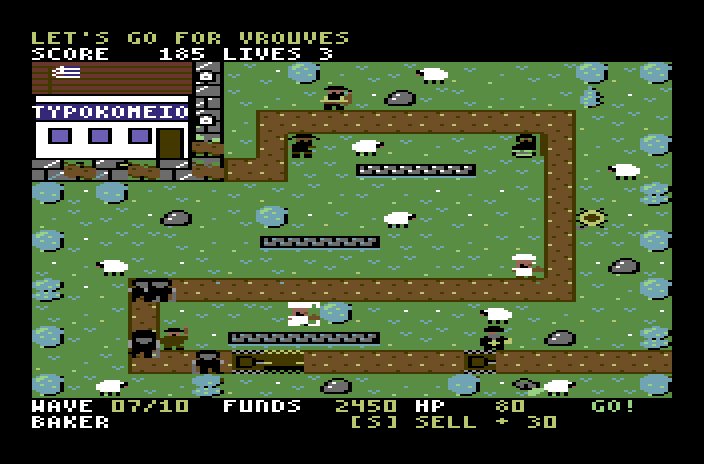 LET'S GO FOR VROUVES
SCORE 185 LIVES 3
TYPOKOMEIO
WAVE 07/10 FUNDS 2450 HP 80 GO!
BAKER [S] SELL + 30